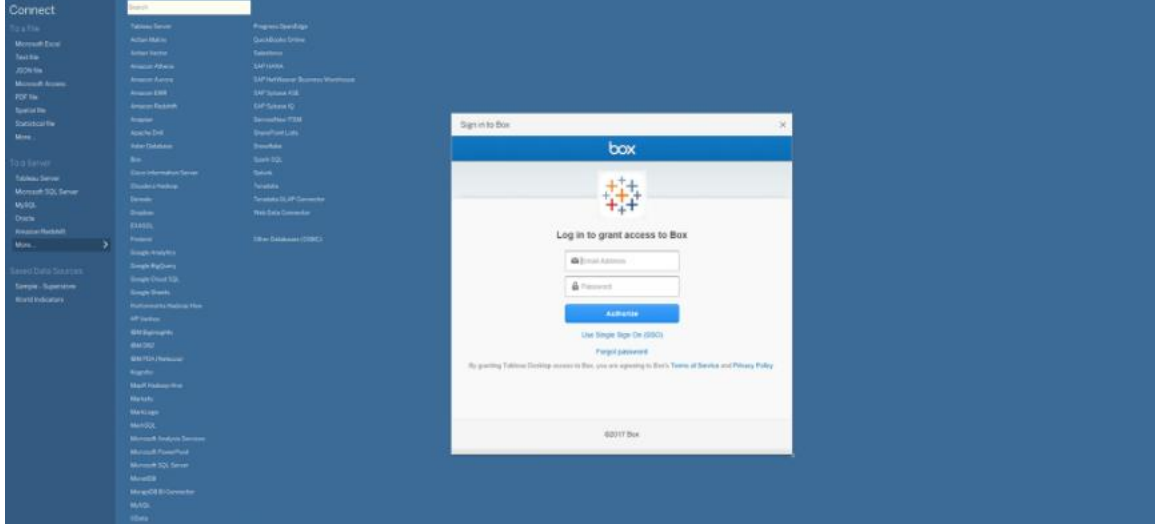 Connect
To a File
Microsoft Excel
Text file
JSON file
Microsoft Access
PDF file
Spatial file
Statistical file
More...
To a Server
Tableau Server
Microsoft SQL Server
MySQL
Oracle
Amazon Redshift
More...
Saved Data Sources
Sample - Superstore
World Indicators
Search
Tableau Server
Actian Matrix
Actian Vector
Amazon Athena
Amazon Aurora
Amazon EMR
Amazon Redshift
Anaplan
Apache Drill
Aster Database
Box
Cisco Information Server
Cloudera Hadoop
Denodo
Dropbox
EXASOL
Firebird
Google Analytics
Google BigQuery
Google Cloud SQL
Google Sheets
Hortonworks Hadoop Hive
HP Vertica
IBM BigInsights
IBM DB2
IBM PDA (Netezza)
Kognitio
MapR Hadoop Hive
Marketo
MarkLogic
MemSQL
Microsoft Analysis Services
Microsoft PowerPivot
Microsoft SQL Server
MonetDB
MongoDB BI Connector
MySQL
OData
Progress OpenEdge
QuickBooks Online
Salesforce
SAP HANA
SAP NetWeaver Business Warehouse
SAP Sybase ASE
SAP Sybase IQ
ServiceNow ITSM
SharePoint Lists
Snowflake
Spark SQL
Splunk
Teradata
Teradata OLAP Connector
Web Data Connector
Other Databases (ODBC)
Sign in to Box
box
Log in to grant access to Box
Email Address
Password
Authorize
Use Single Sign On (SSO)
Forgot password
By granting Tableau Desktop access to Box, you are agreeing to Box's Terms of Service and Privacy Policy
©2017 Box